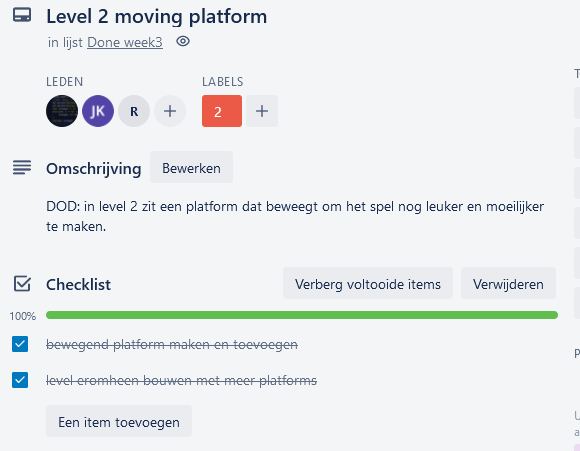 Level 2 moving platform
in lijst Done week3
LEDEN LABELS
JK R 2
Omschrijving Bewerken
DOD: in level 2 zit een platform dat beweegt om het spel nog leuker en moeilijker
te maken.
Checklist Verberg voltooide items Verwijderen
100%
bewegend platform maken en toevoegen
level eromheen bouwen met meer platforms
Een item toevoegen